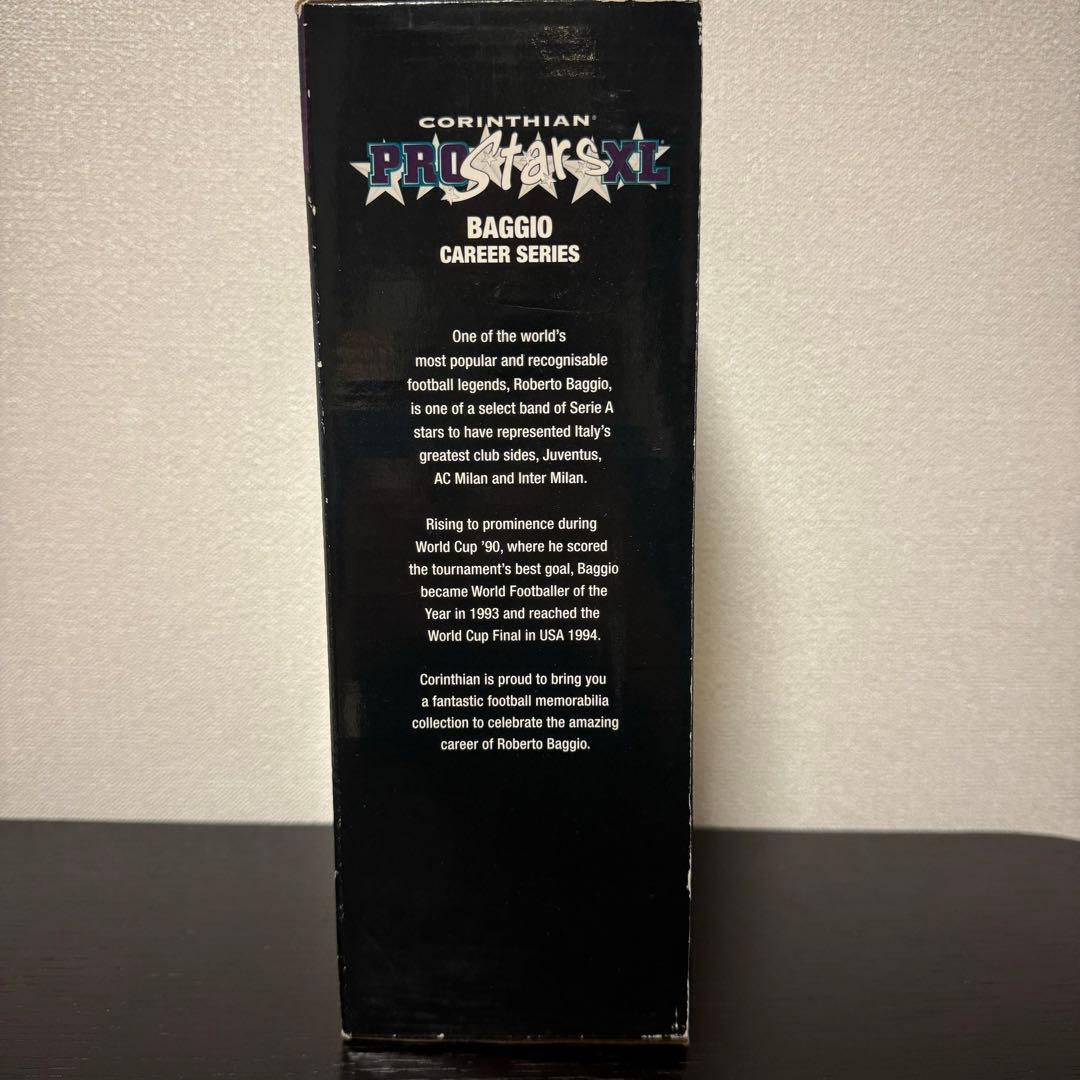 CORINTHIAN®
PRO Stars XL
BAGGIO
CAREER SERIES
One of the world's
most popular and recognisable
football legends, Roberto Baggio,
is one of a select band of Serie A
stars to have represented Italy's
greatest club sides, Juventus,
AC Milan and Inter Milan.
Rising to prominence during
World Cup '90, where he scored
the tournament's best goal, Baggio
became World Footballer of the
Year in 1993 and reached the
World Cup Final in USA 1994.
Corinthian is proud to bring you
a fantastic football memorabilia
collection to celebrate the amazing
career of Roberto Baggio.